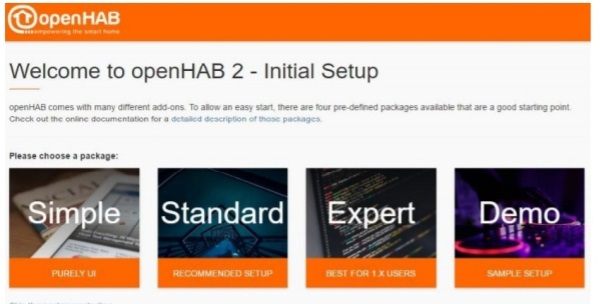 openHAB
empowering the smart home
Welcome to openHAB 2 - Initial Setup
openHAB comes with many different add-ons. To allow an easy start, there are four pre-defined packages available that are a good starting point.
Check out the online documentation for a detailed description of those packages.
Please choose a package:
Simple
Standard
Expert
Demo
PURELY UI
RECOMMENDED SETUP
BEST FOR 1.X USERS
SAMPLE SETUP